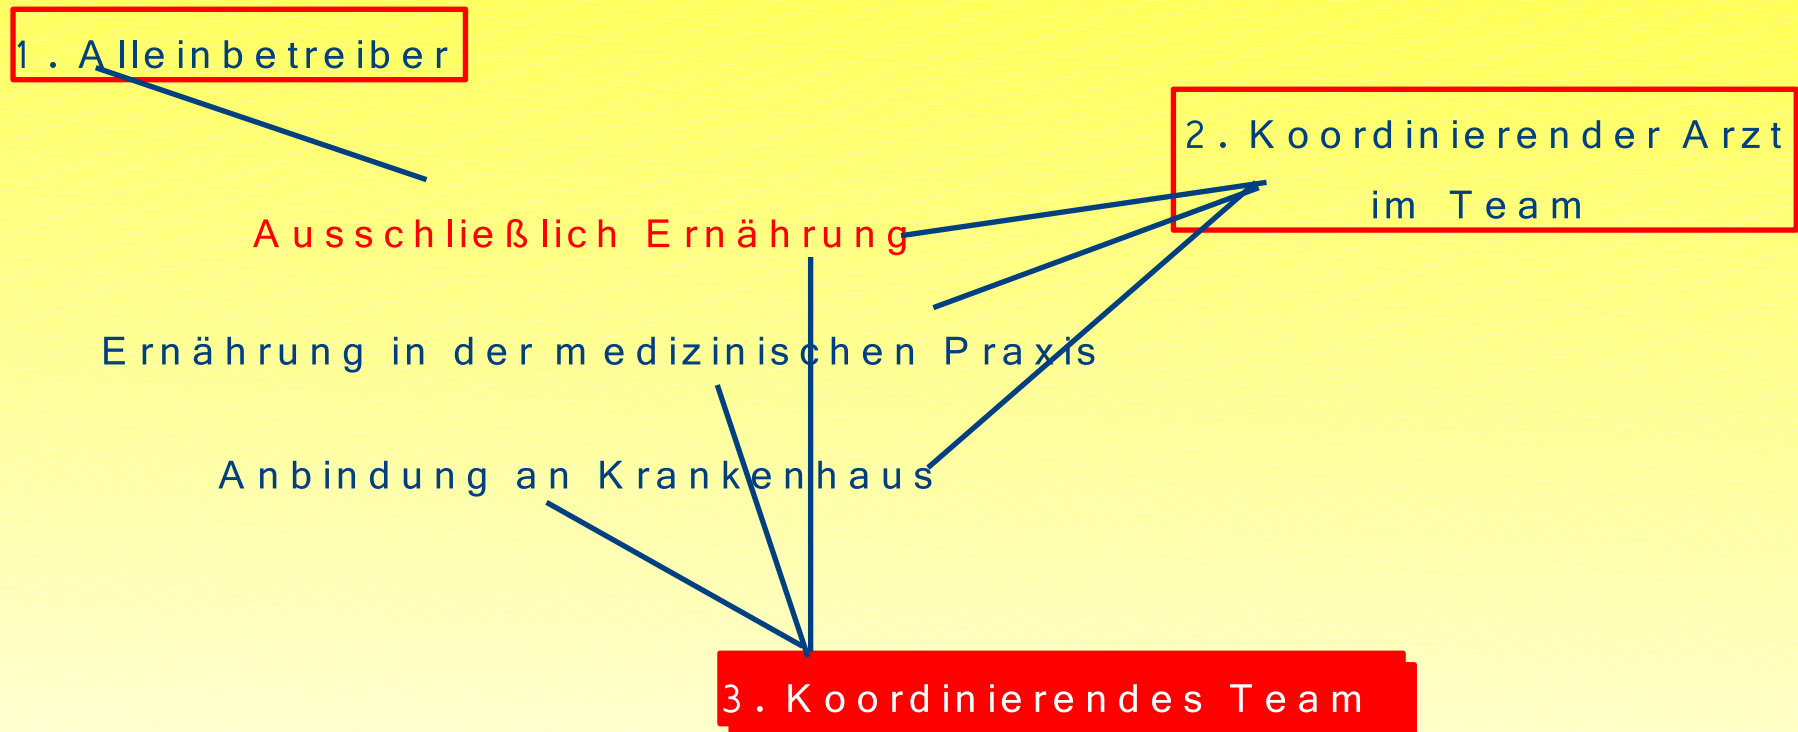 1. Alleinbetreiber
2. Koordinierender Arzt
im Team
Ausschließlich Ernährung
Ernährung in der medizinischen Praxis
Anbindung an Krankenhaus
3. Koordinierendes Team